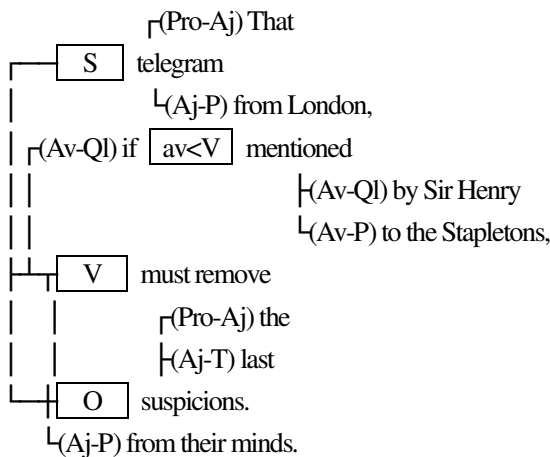 (Pro-Aj) That
S telegram
(Aj-P) from London,
(Av-Ql) if av<V mentioned
(Av-Ql) by Sir Henry
(Av-P) to the Stapletons,
V must remove
(Pro-Aj) the
(Aj-T) last
O suspicions.
(Aj-P) from their minds.